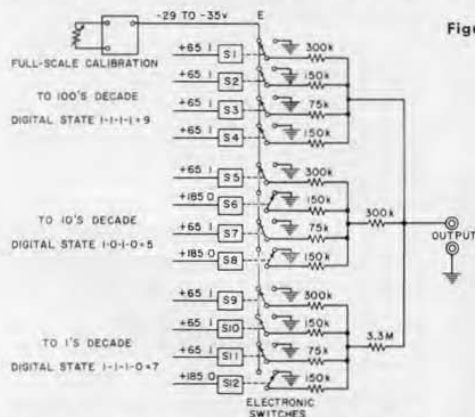 -29 TO -35v E
Figu
FULL-SCALE CALIBRATION
+65 1 S1 300k
+65 1 S2 150k
TO 100'S DECADE
+65 1 S3 75k
DIGITAL STATE 1-1-1-1=9
+65 1 S4 150k
+65 1 S5 300k
+185 0 S6 150k
TO 10'S DECADE
+65 1 S7 75k
300k
OUTPUT
DIGITAL STATE 1-0-1-0=5
+185 0 S8 150k
+65 1 S9 300k
+65 1 S10 150k
TO 1'S DECADE
+65 1 S11 75k
3.3M
DIGITAL STATE 1-1-1-0=7
+185 0 S12 150k
ELECTRONIC
SWITCHES